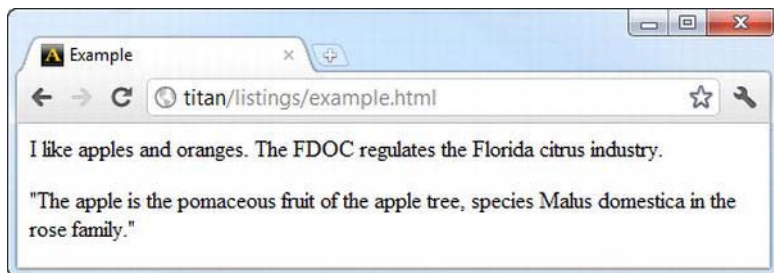 A Example
titan/listings/example.html
I like apples and oranges. The FDOC regulates the Florida citrus industry.
"The apple is the pomaceous fruit of the apple tree, species Malus domestica in the
rose family."